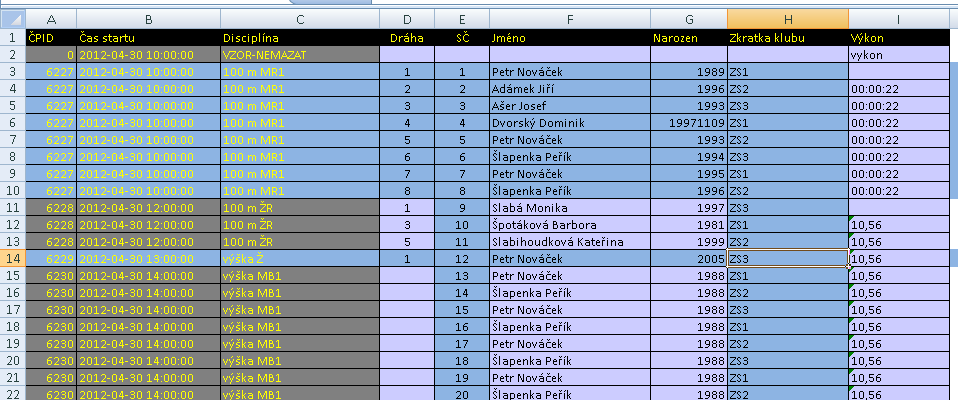 A B C D E F G H I
1 ČPID Čas startu Disciplína Dráha SČ Jméno Narozen Zkratka klubu Výkon
2 0 2012-04-30 10:00:00 VZOR-NEMAZAT vykon
3 6227 2012-04-30 10:00:00 100 m MR1 1 1 Petr Nováček 1989 ZS1
4 6227 2012-04-30 10:00:00 100 m MR1 2 2 Adámek Jiří 1996 ZS2 00:00:22
5 6227 2012-04-30 10:00:00 100 m MR1 3 3 Ašer Josef 1993 ZS3 00:00:22
6 6227 2012-04-30 10:00:00 100 m MR1 4 4 Dvorský Dominik 19971109 ZS1 00:00:22
7 6227 2012-04-30 10:00:00 100 m MR1 5 5 Petr Nováček 1993 ZS2 00:00:22
8 6227 2012-04-30 10:00:00 100 m MR1 6 6 Šlapenka Peřík 1994 ZS3 00:00:22
9 6227 2012-04-30 10:00:00 100 m MR1 7 7 Petr Nováček 1995 ZS1 00:00:22
10 6227 2012-04-30 10:00:00 100 m MR1 8 8 Šlapenka Peřík 1996 ZS2 00:00:22
11 6228 2012-04-30 12:00:00 100 m ŽR 1 9 Slabá Monika 1997 ZS3
12 6228 2012-04-30 12:00:00 100 m ŽR 3 10 Špotáková Barbora 1981 ZS1 10,56
13 6228 2012-04-30 12:00:00 100 m ŽR 5 11 Slabihoudková Kateřina 1999 ZS2 10,56
14 6229 2012-04-30 13:00:00 výška Ž 1 12 Petr Nováček 2005 ZS3 10,56
15 6230 2012-04-30 14:00:00 výška MB1 13 Petr Nováček 1988 ZS1 10,56
16 6230 2012-04-30 14:00:00 výška MB1 14 Šlapenka Peřík 1988 ZS2 10,56
17 6230 2012-04-30 14:00:00 výška MB1 15 Petr Nováček 1988 ZS3 10,56
18 6230 2012-04-30 14:00:00 výška MB1 16 Šlapenka Peřík 1988 ZS1 10,56
19 6230 2012-04-30 14:00:00 výška MB1 17 Petr Nováček 1988 ZS2 10,56
20 6230 2012-04-30 14:00:00 výška MB1 18 Šlapenka Peřík 1988 ZS3 10,56
21 6230 2012-04-30 14:00:00 výška MB1 19 Petr Nováček 1988 ZS1 10,56
22 6230 2012-04-30 14:00:00 výška MB1 20 Šlapenka Peřík 1988 ZS2 10,56